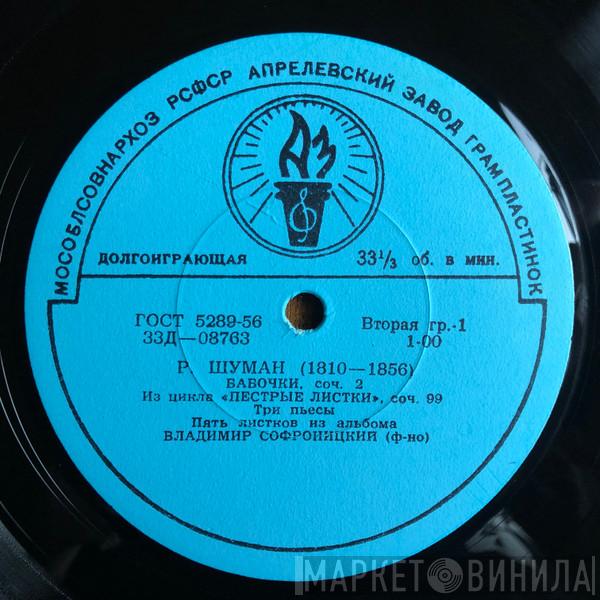 МОСОБЛСОВНАРХОЗ РСФСР АПРЕЛЕВСКИЙ ЗАВОД ГРАМПЛАСТИНОК
АЗ
ДОЛГОИГРАЮЩАЯ 33⅓ об. в мин.
ГОСТ 5289-56 Вторая гр.-1
33Д—08763 1-00
Р. ШУМАН (1810—1856)
БАБОЧКИ, соч. 2
Из цикла «ПЕСТРЫЕ ЛИСТКИ», соч. 99
Три пьесы
Пять листков из альбома
ВЛАДИМИР СОФРОНИЦКИЙ (ф-но)
МАРКЕТ ВИНИЛА